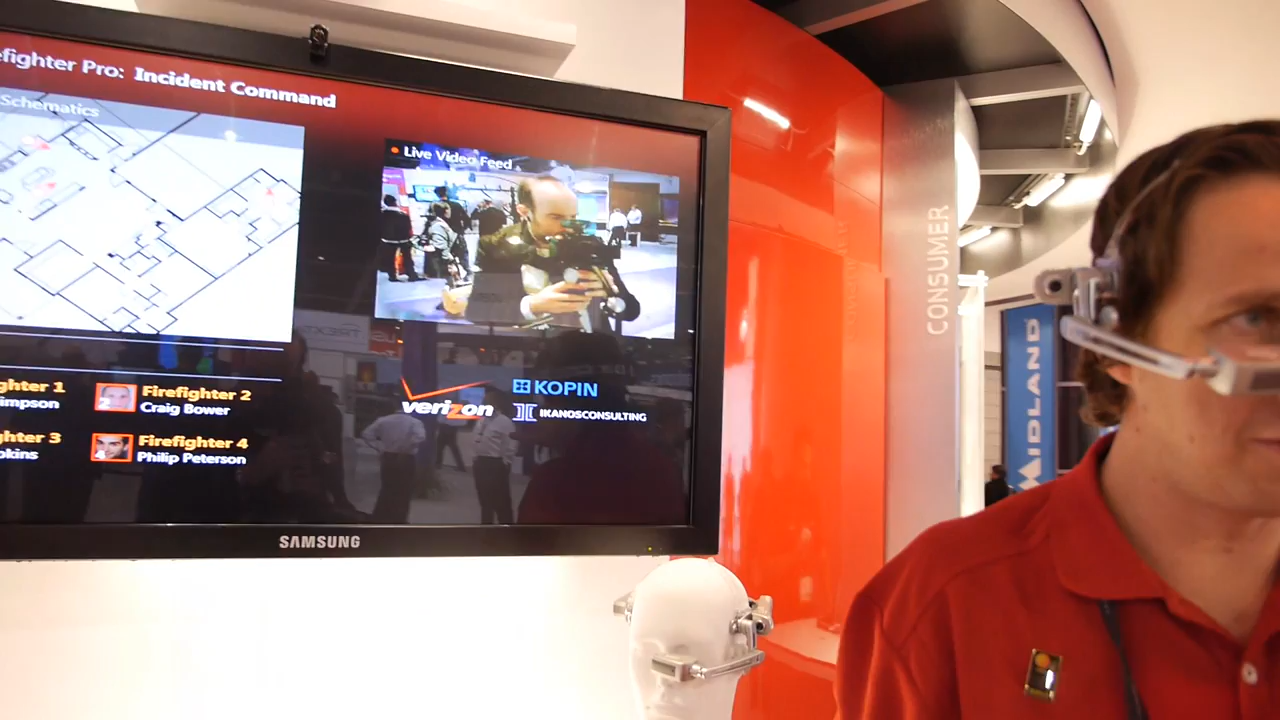 efighter Pro: Incident Command
Schematics
Live Video Feed
ghter 1
impson
Firefighter 2
Craig Bower
ghter 3
kins
Firefighter 4
Philip Peterson
verizon
KOPIN
IKANOSCONSULTING
SAMSUNG
CONSUMER
MIDLAND